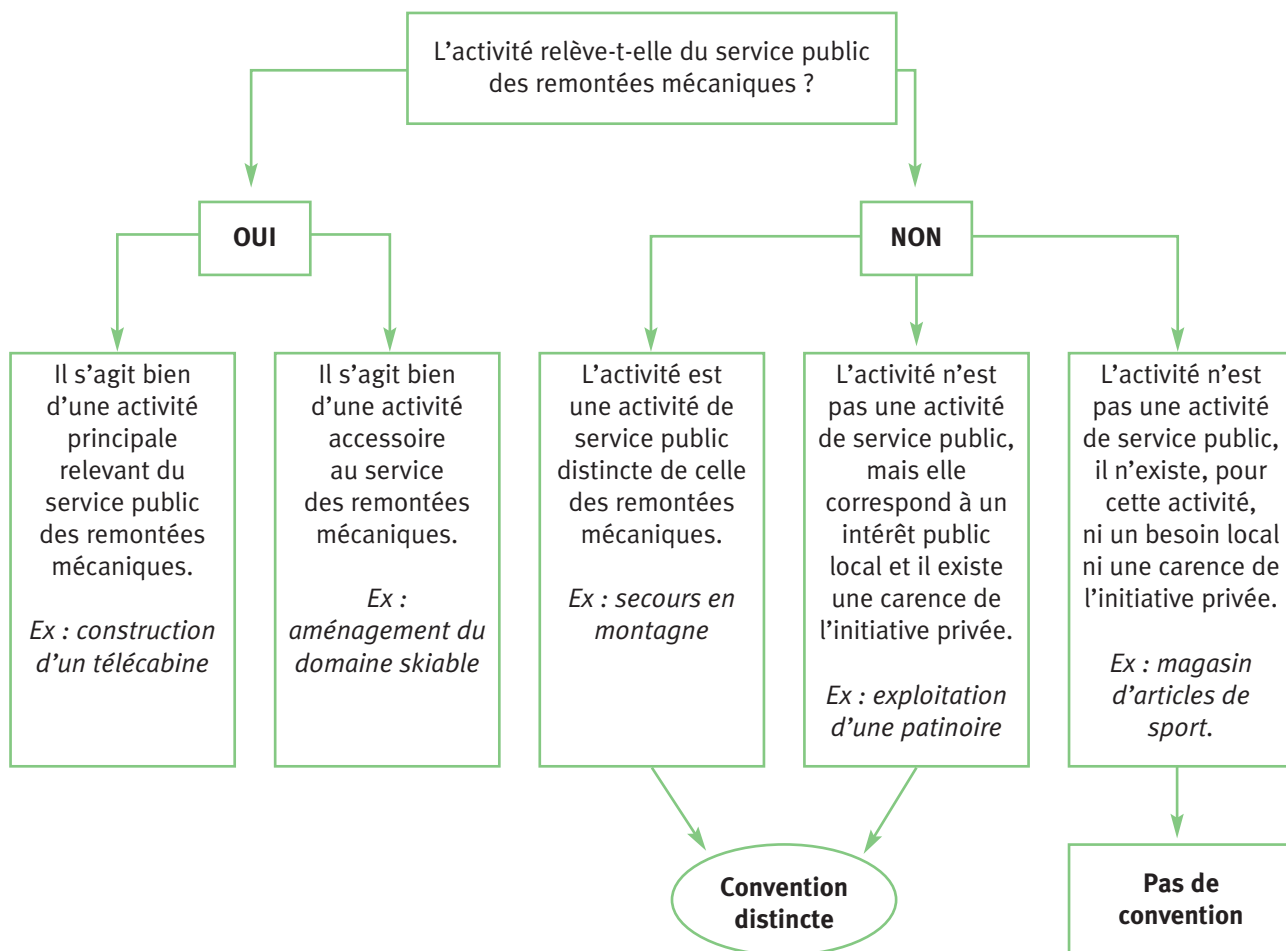 L’activité relève-t-elle du service public
des remontées mécaniques ?
OUI
NON
Il s’agit bien
d’une activité
principale
relevant du
service public
des remontées
mécaniques.
Ex : construction
d’un télécabine
Il s’agit bien
d’une activité
accessoire
au service
des remontées
mécaniques.
Ex :
aménagement du
domaine skiable
L’activité est
une activité de
service public
distincte de celle
des remontées
mécaniques.
Ex : secours en
montagne
L’activité n’est
pas une activité
de service public,
mais elle
correspond à un
intérêt public
local et il existe
une carence de
l’initiative privée.
Ex : exploitation
d’une patinoire
L’activité n’est
pas une activité
de service public,
il n’existe, pour
cette activité,
ni un besoin local
ni une carence de
l’initiative privée.
Ex : magasin
d’articles de
sport.
Convention
distincte
Pas de
convention